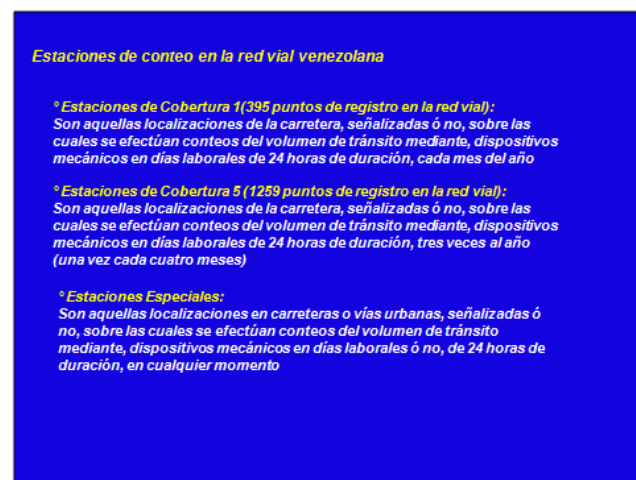 Estaciones de conteo en la red vial venezolana
° Estaciones de Cobertura 1(395 puntos de registro en la red vial):
Son aquellas localizaciones de la carretera, señalizadas ó no, sobre las
cuales se efectúan conteos del volumen de tránsito mediante, dispositivos
mecánicos en días laborales de 24 horas de duración, cada mes del año
° Estaciones de Cobertura 5 (1259 puntos de registro en la red vial):
Son aquellas localizaciones de la carretera, señalizadas ó no, sobre las
cuales se efectúan conteos del volumen de tránsito mediante, dispositivos
mecánicos en días laborales de 24 horas de duración, tres veces al año
(una vez cada cuatro meses)
° Estaciones Especiales:
Son aquellas localizaciones en carreteras o vías urbanas, señalizadas ó
no, sobre las cuales se efectúan conteos del volumen de tránsito
mediante, dispositivos mecánicos en días laborales ó no, de 24 horas de
duración, en cualquier momento